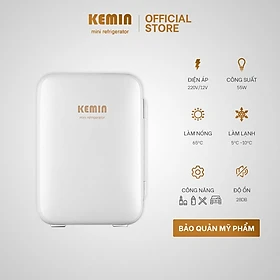 KEMIN
mini refrigerator
OFFICIAL
STORE
ĐIỆN ÁP
220V/12V
CÔNG SUẤT
55W
LÀM NÓNG
65°C
LÀM LẠNH
5°C -10°C
CÔNG NĂNG
ĐỘ ỒN
28DB
KEMIN
mini refrigerator
BẢO QUẢN MỸ PHẨM